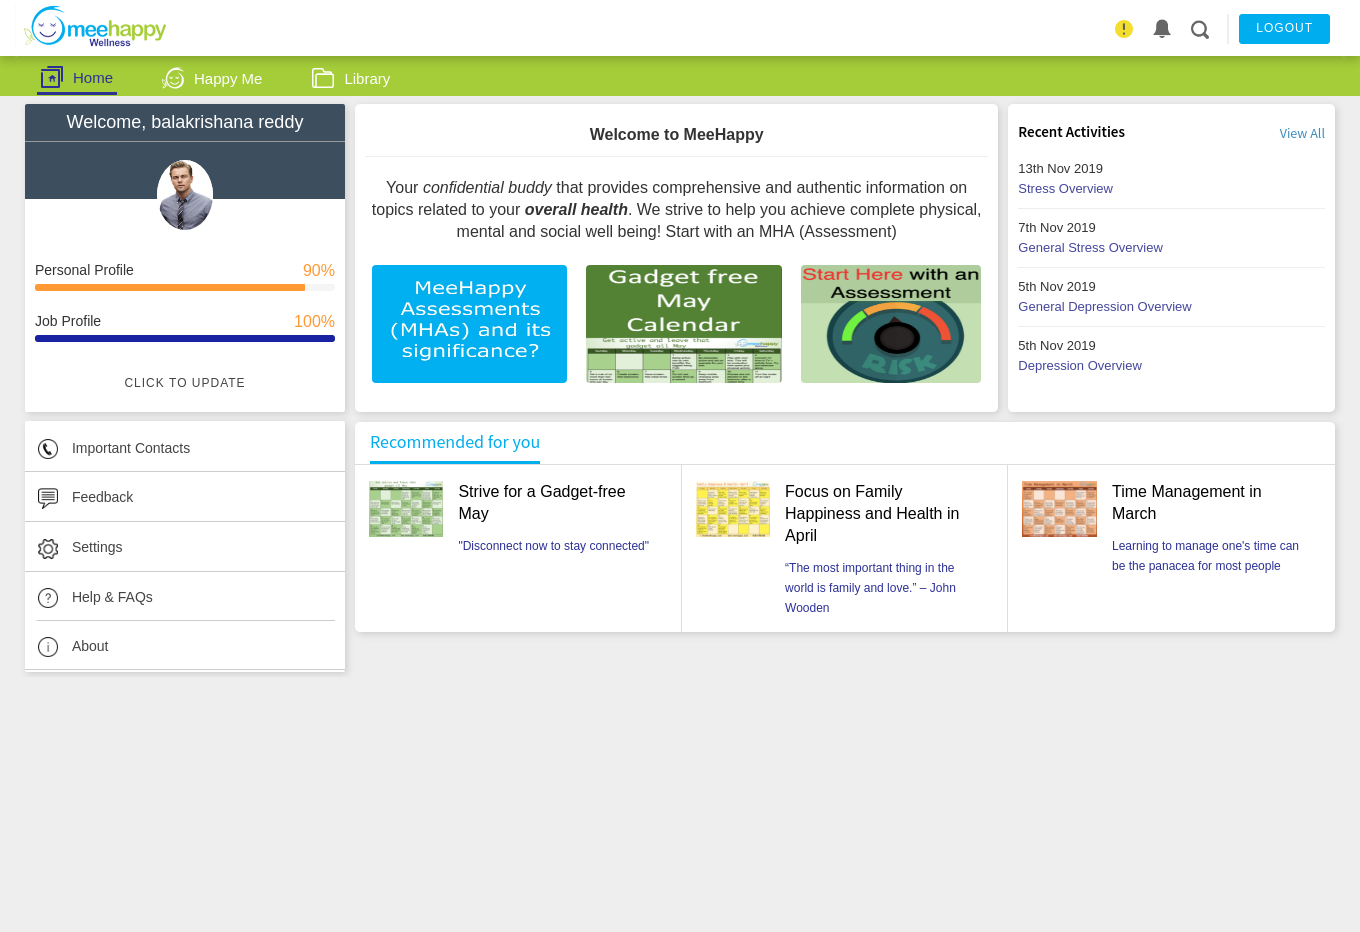 meehappy
Wellness
LOGOUT
Home
Happy Me
Library
Welcome, balakrishana reddy
Personal Profile
90%
Job Profile
100%
CLICK TO UPDATE
Important Contacts
Feedback
Settings
Help & FAQs
About
Welcome to MeeHappy
Your confidential buddy that provides comprehensive and authentic information on
topics related to your overall health. We strive to help you achieve complete physical,
mental and social well being! Start with an MHA (Assessment)
MeeHappy
Assessments
(MHAs) and its
significance?
Gadget free
May
Calendar
Get active and leave that
gadget all May
Start Here with an
Assessment
RISK
Recent Activities
View All
13th Nov 2019
Stress Overview
7th Nov 2019
General Stress Overview
5th Nov 2019
General Depression Overview
5th Nov 2019
Depression Overview
Recommended for you
Strive for a Gadget-free
May
"Disconnect now to stay connected"
Focus on Family
Happiness and Health in
April
“The most important thing in the
world is family and love.” – John
Wooden
Time Management in March
Time Management in
March
Learning to manage one's time can
be the panacea for most people